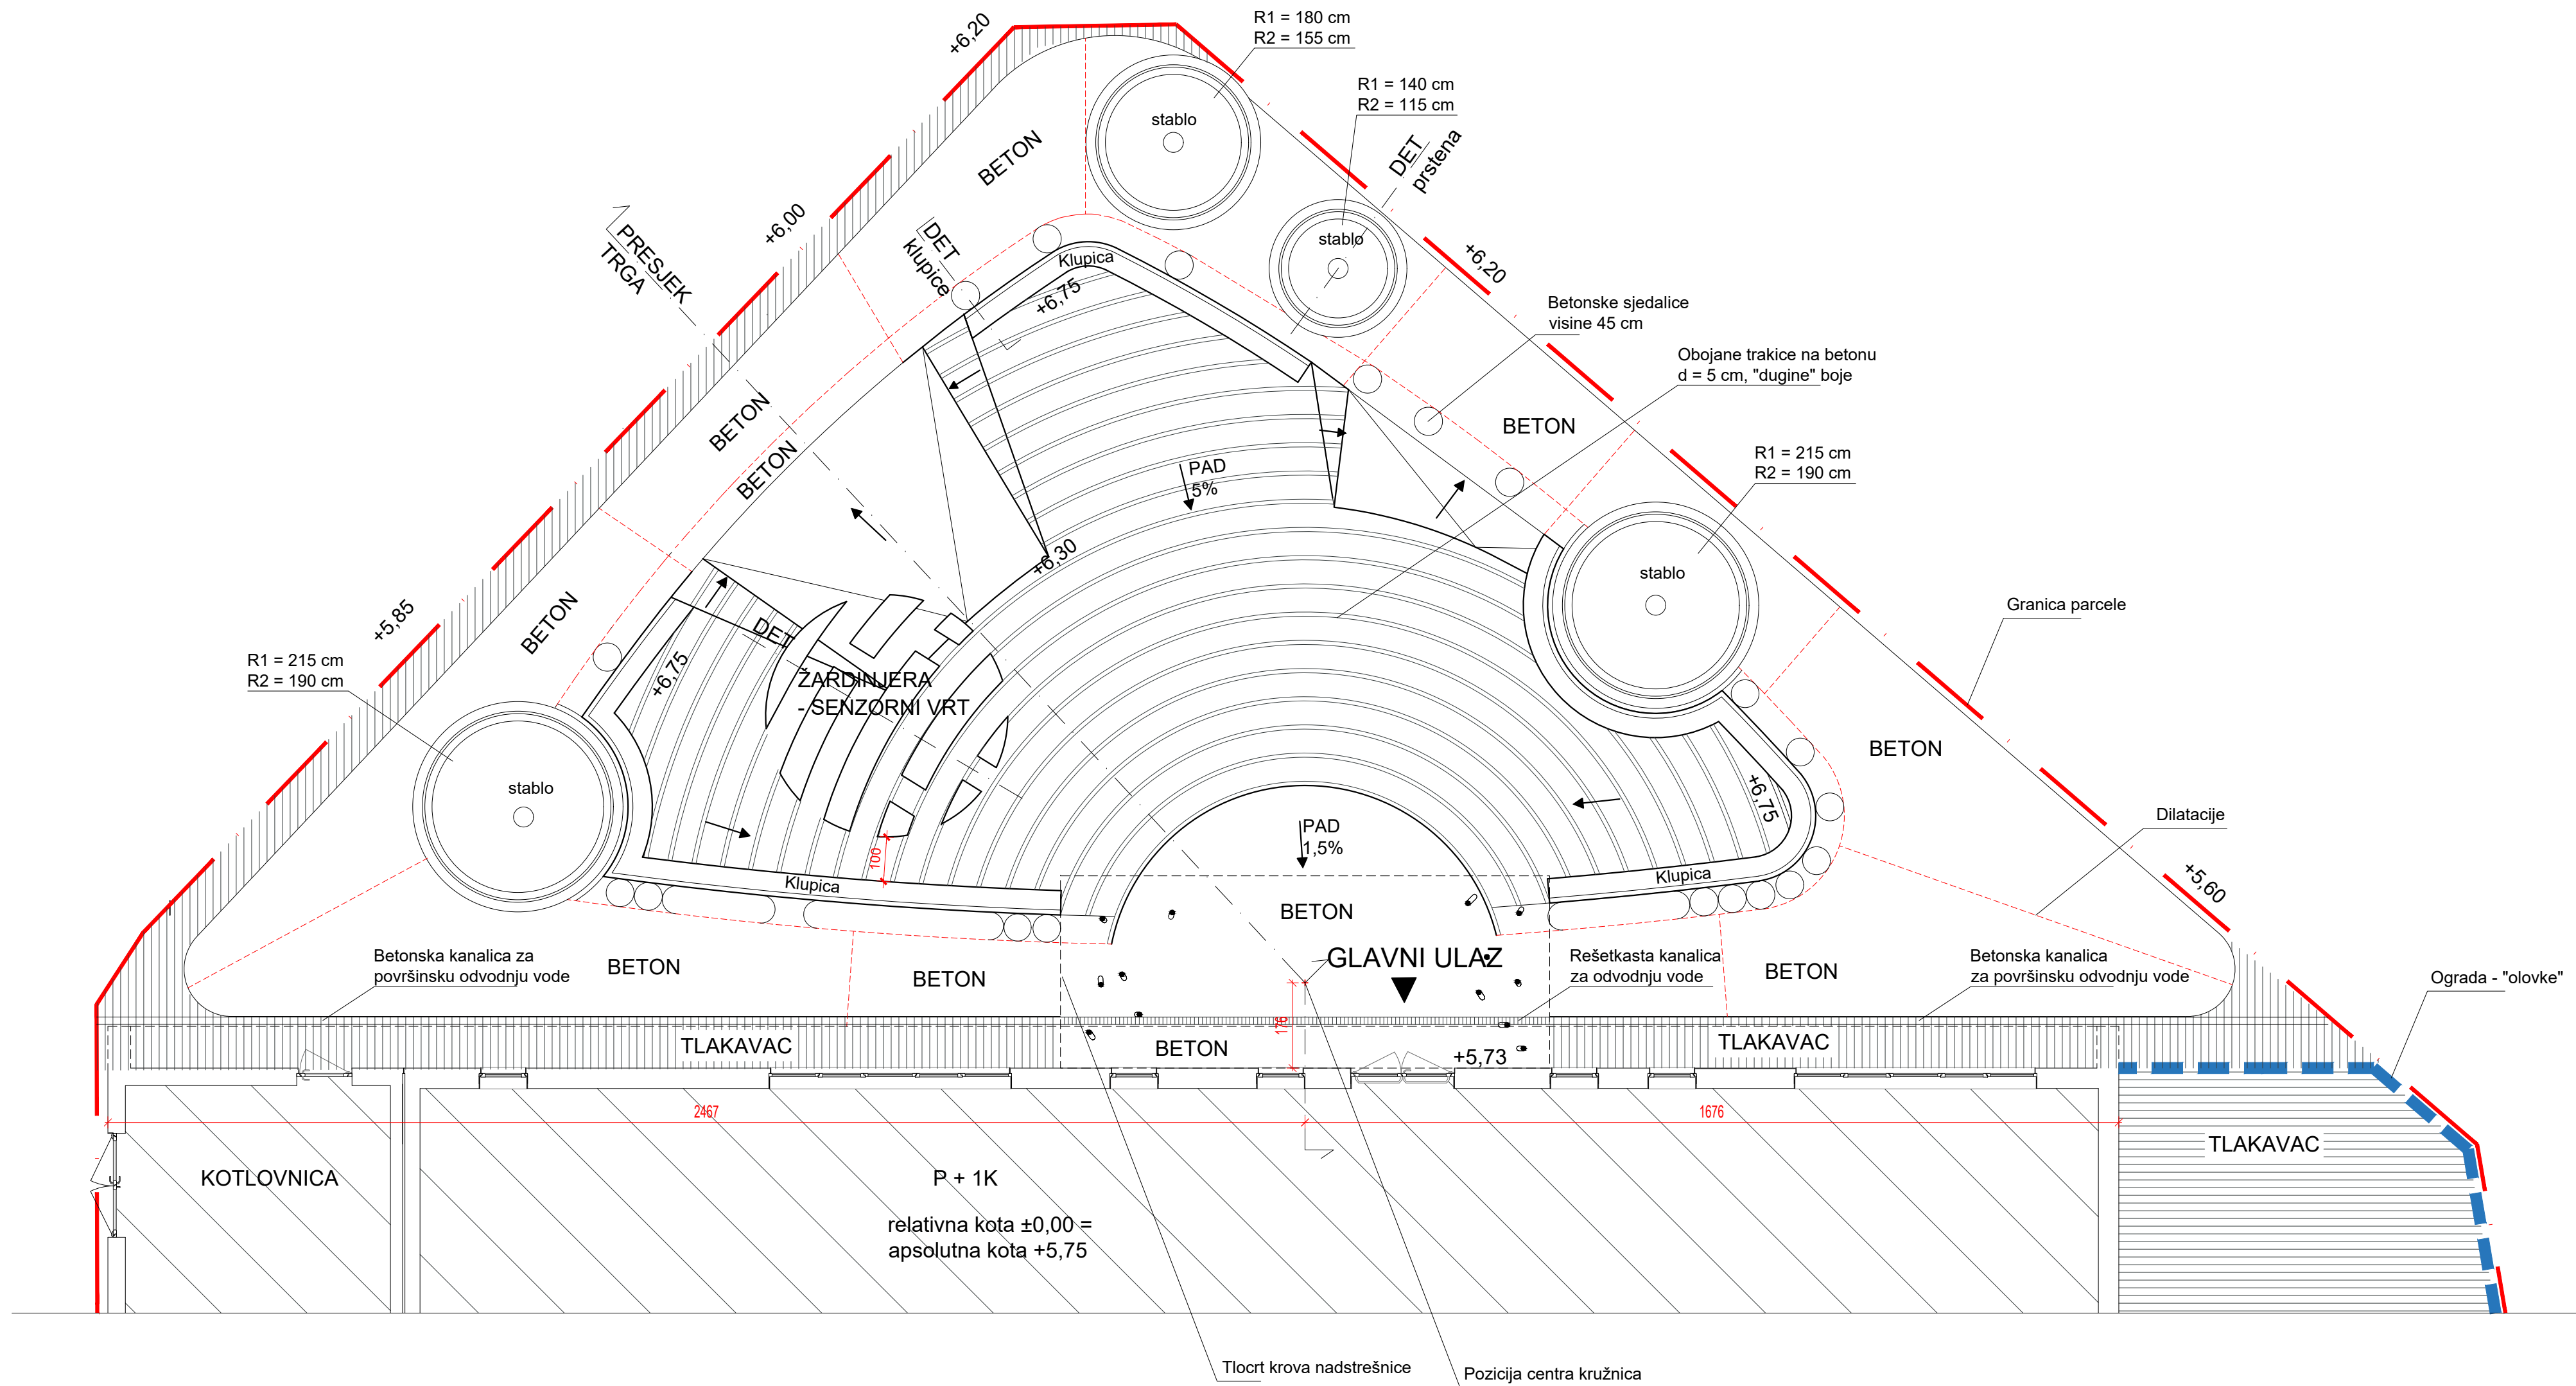 R1 = 180 cm
R2 = 155 cm
+6,20
R1 = 140 cm
R2 = 115 cm
stablo
BETON
DET
prstena
+6,00
PRESJEK
TRGA
DET
klupice
stablo
Klupica
+6,75
+6,20
Betonske sjedalice
visine 45 cm
Obojane trakice na betonu
d = 5 cm, "dugine" boje
BETON
BETON
BETON
R1 = 215 cm
R2 = 190 cm
PAD
5%
+6,30
stablo
+5,85
BETON
Granica parcele
DET
R1 = 215 cm
R2 = 190 cm
+6,75
ŽARDINJERA
- SENZORNI VRT
BETON
stablo
+6,75
Dilatacije
PAD
1,5%
100
Klupica
Klupica
+5,60
BETON
Betonska kanalica za
površinsku odvodnju vode
BETON
BETON
GLAVNI ULAZ
Rešetkasta kanalica
za odvodnju vode
BETON
Betonska kanalica
za površinsku odvodnju vode
Ograda - "olovke"
176
TLAKAVAC
BETON
+5,73
TLAKAVAC
2467
1676
TLAKAVAC
KOTLOVNICA
P + 1K
relativna kota ±0,00 =
apsolutna kota +5,75
Tlocrt krova nadstrešnice
Pozicija centra kružnica